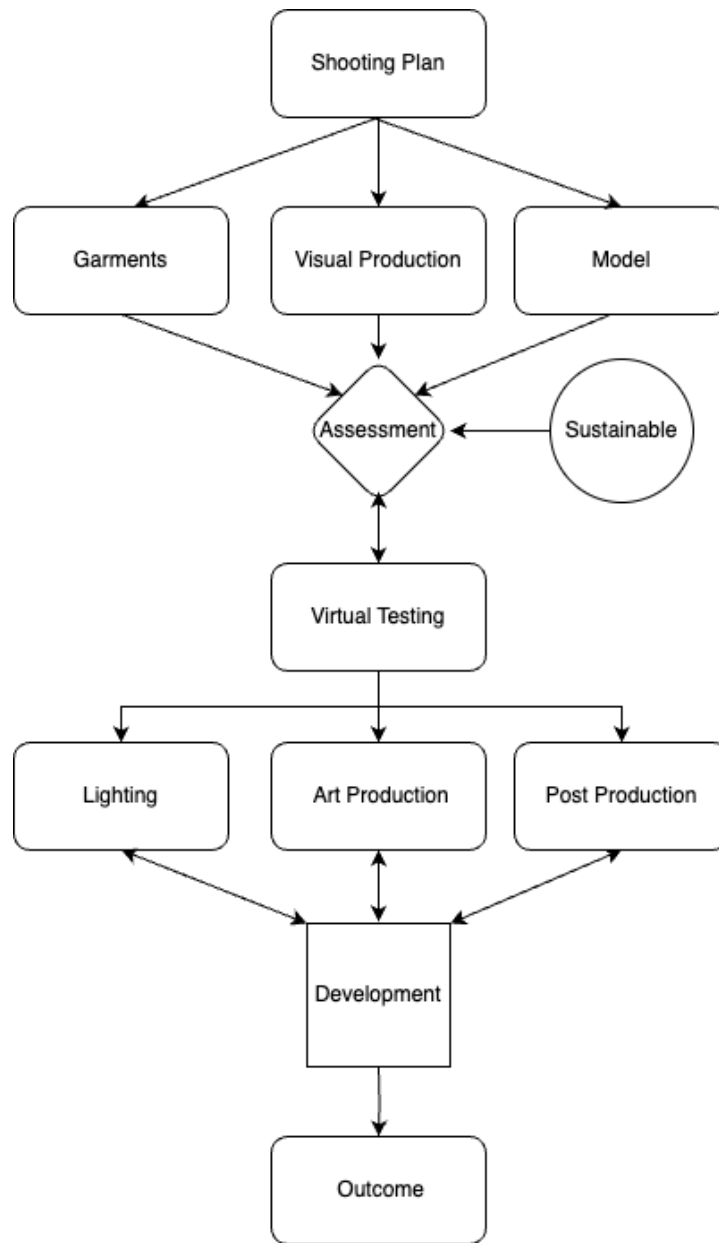 Shooting Plan
Garments
Visual Production
Model
Assessment
Sustainable
Virtual Testing
Lighting
Art Production
Post Production
Development
Outcome